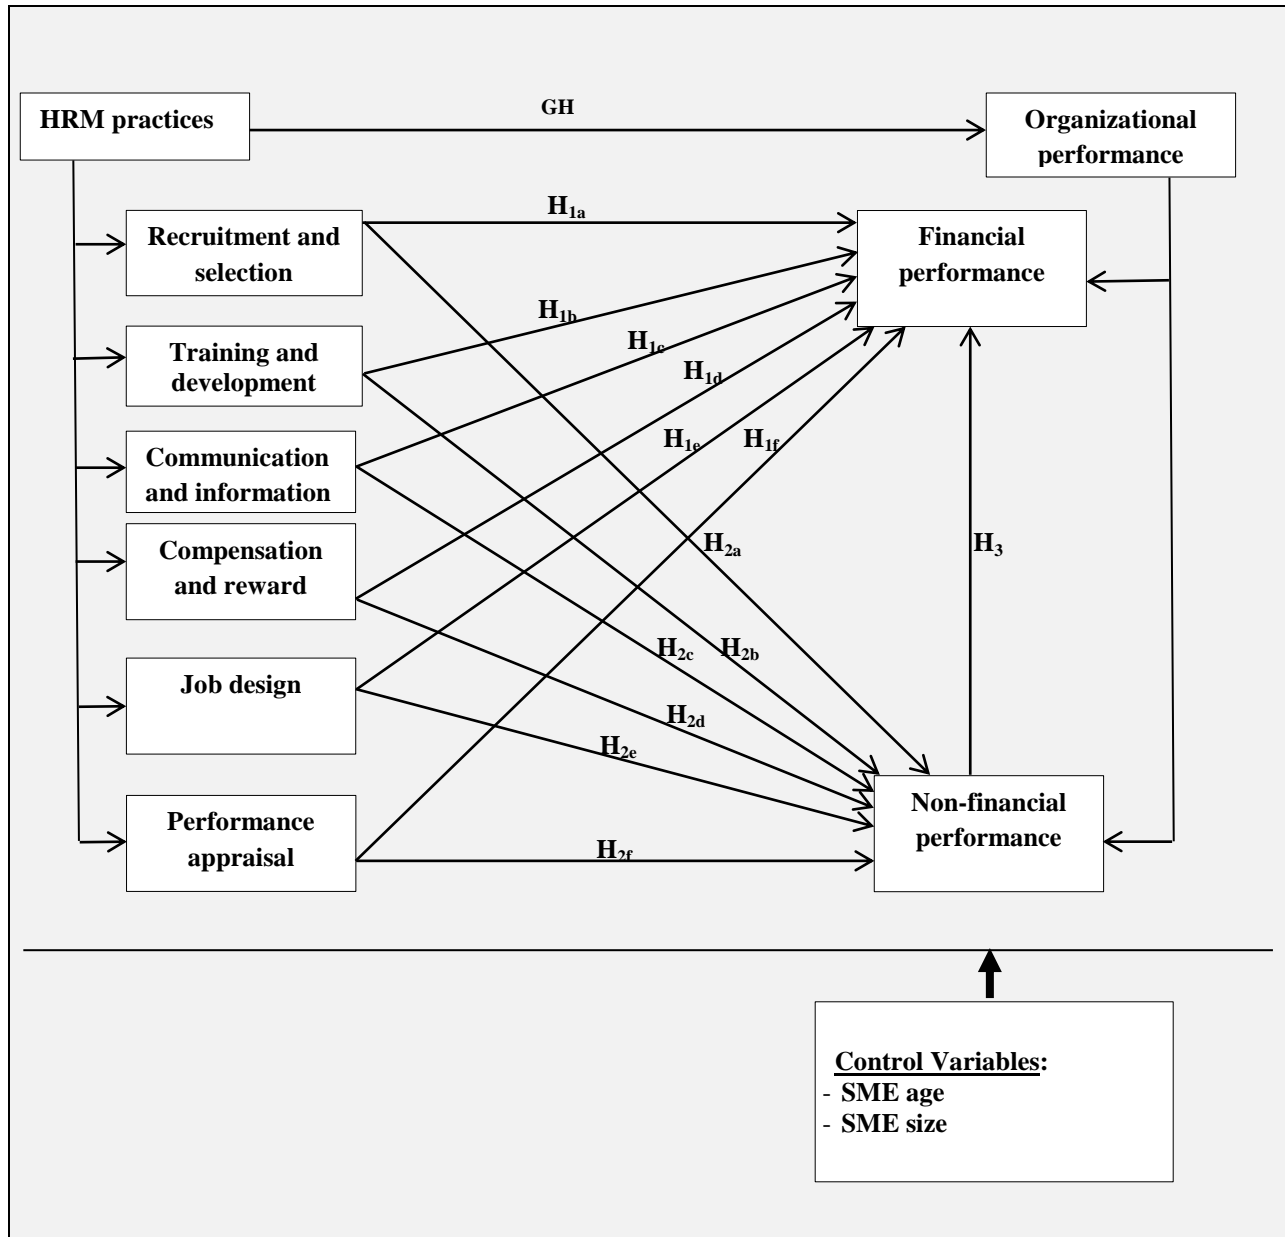 GH
HRM practices
Organizational
performance
H1a
Recruitment and
selection
Financial
performance
H1b
Training and
development
H1c
H1d
H1e
H1f
Communication
and information
Compensation
and reward
H2a
H3
H2c
H2b
Job design
H2d
H2e
Non-financial
performance
Performance
appraisal
H2f
Control Variables:
- SME age
- SME size